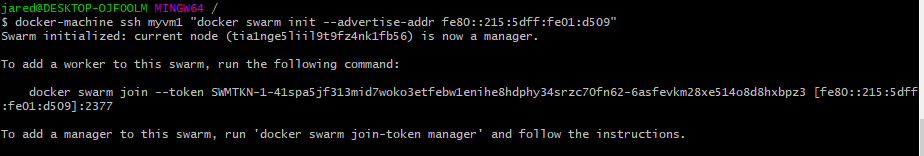 jared@DESKTOP-OJFOOLM MINGW64 /
$ docker-machine ssh myvm1 "docker swarm init --advertise-addr fe80::215:5dff:fe01:d509"
Swarm initialized: current node (tia1nge5liil9t9fz4nk1fb56) is now a manager.
To add a worker to this swarm, run the following command:
docker swarm join --token SWMTKN-1-41spa5jf313mid7woko3etfebw1enihe8hdphy34srzc70fn62-6asfevkm28xe514o8d8hxbpz3 [fe80::215:5dff
:fe01:d509]:2377
To add a manager to this swarm, run 'docker swarm join-token manager' and follow the instructions.